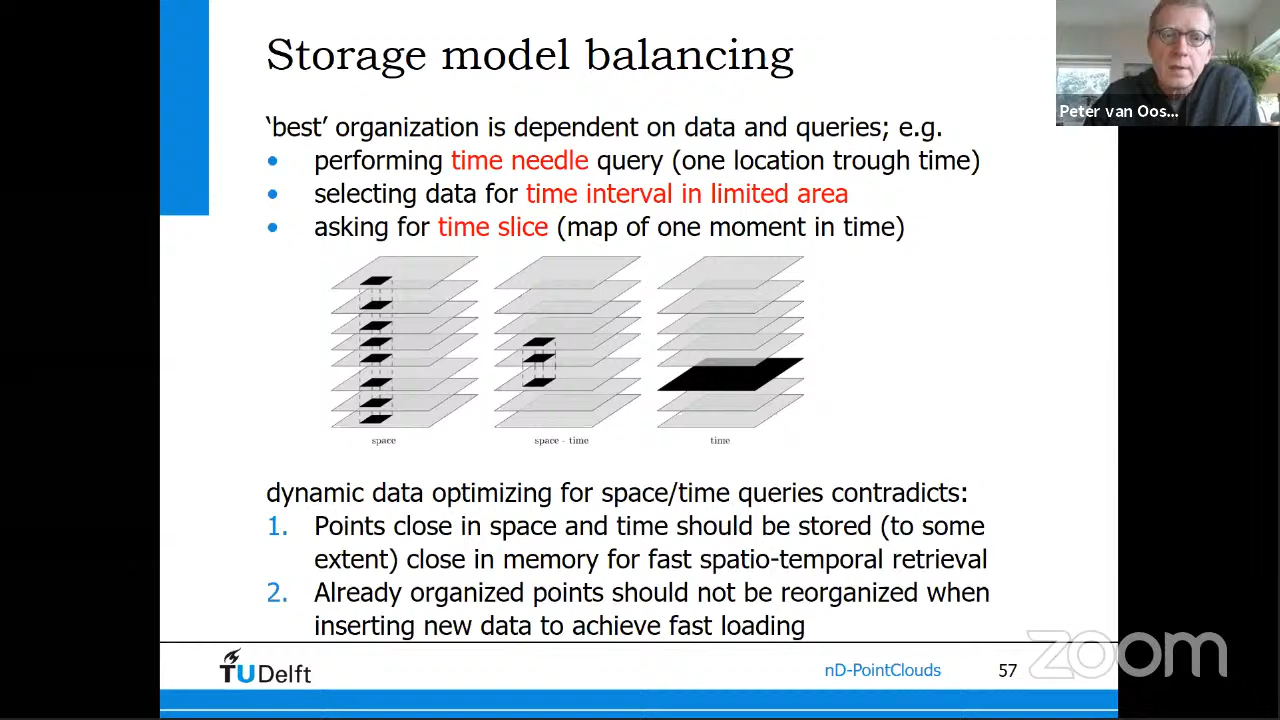 Storage model balancing
Peter van Oos...
‘best’ organization is dependent on data and queries; e.g.
• performing time needle query (one location trough time)
• selecting data for time interval in limited area
• asking for time slice (map of one moment in time)
space
space - time
time
dynamic data optimizing for space/time queries contradicts:
1. Points close in space and time should be stored (to some
extent) close in memory for fast spatio-temporal retrieval
2. Already organized points should not be reorganized when
inserting new data to achieve fast loading
TU Delft
nD-PointClouds
57
zoom